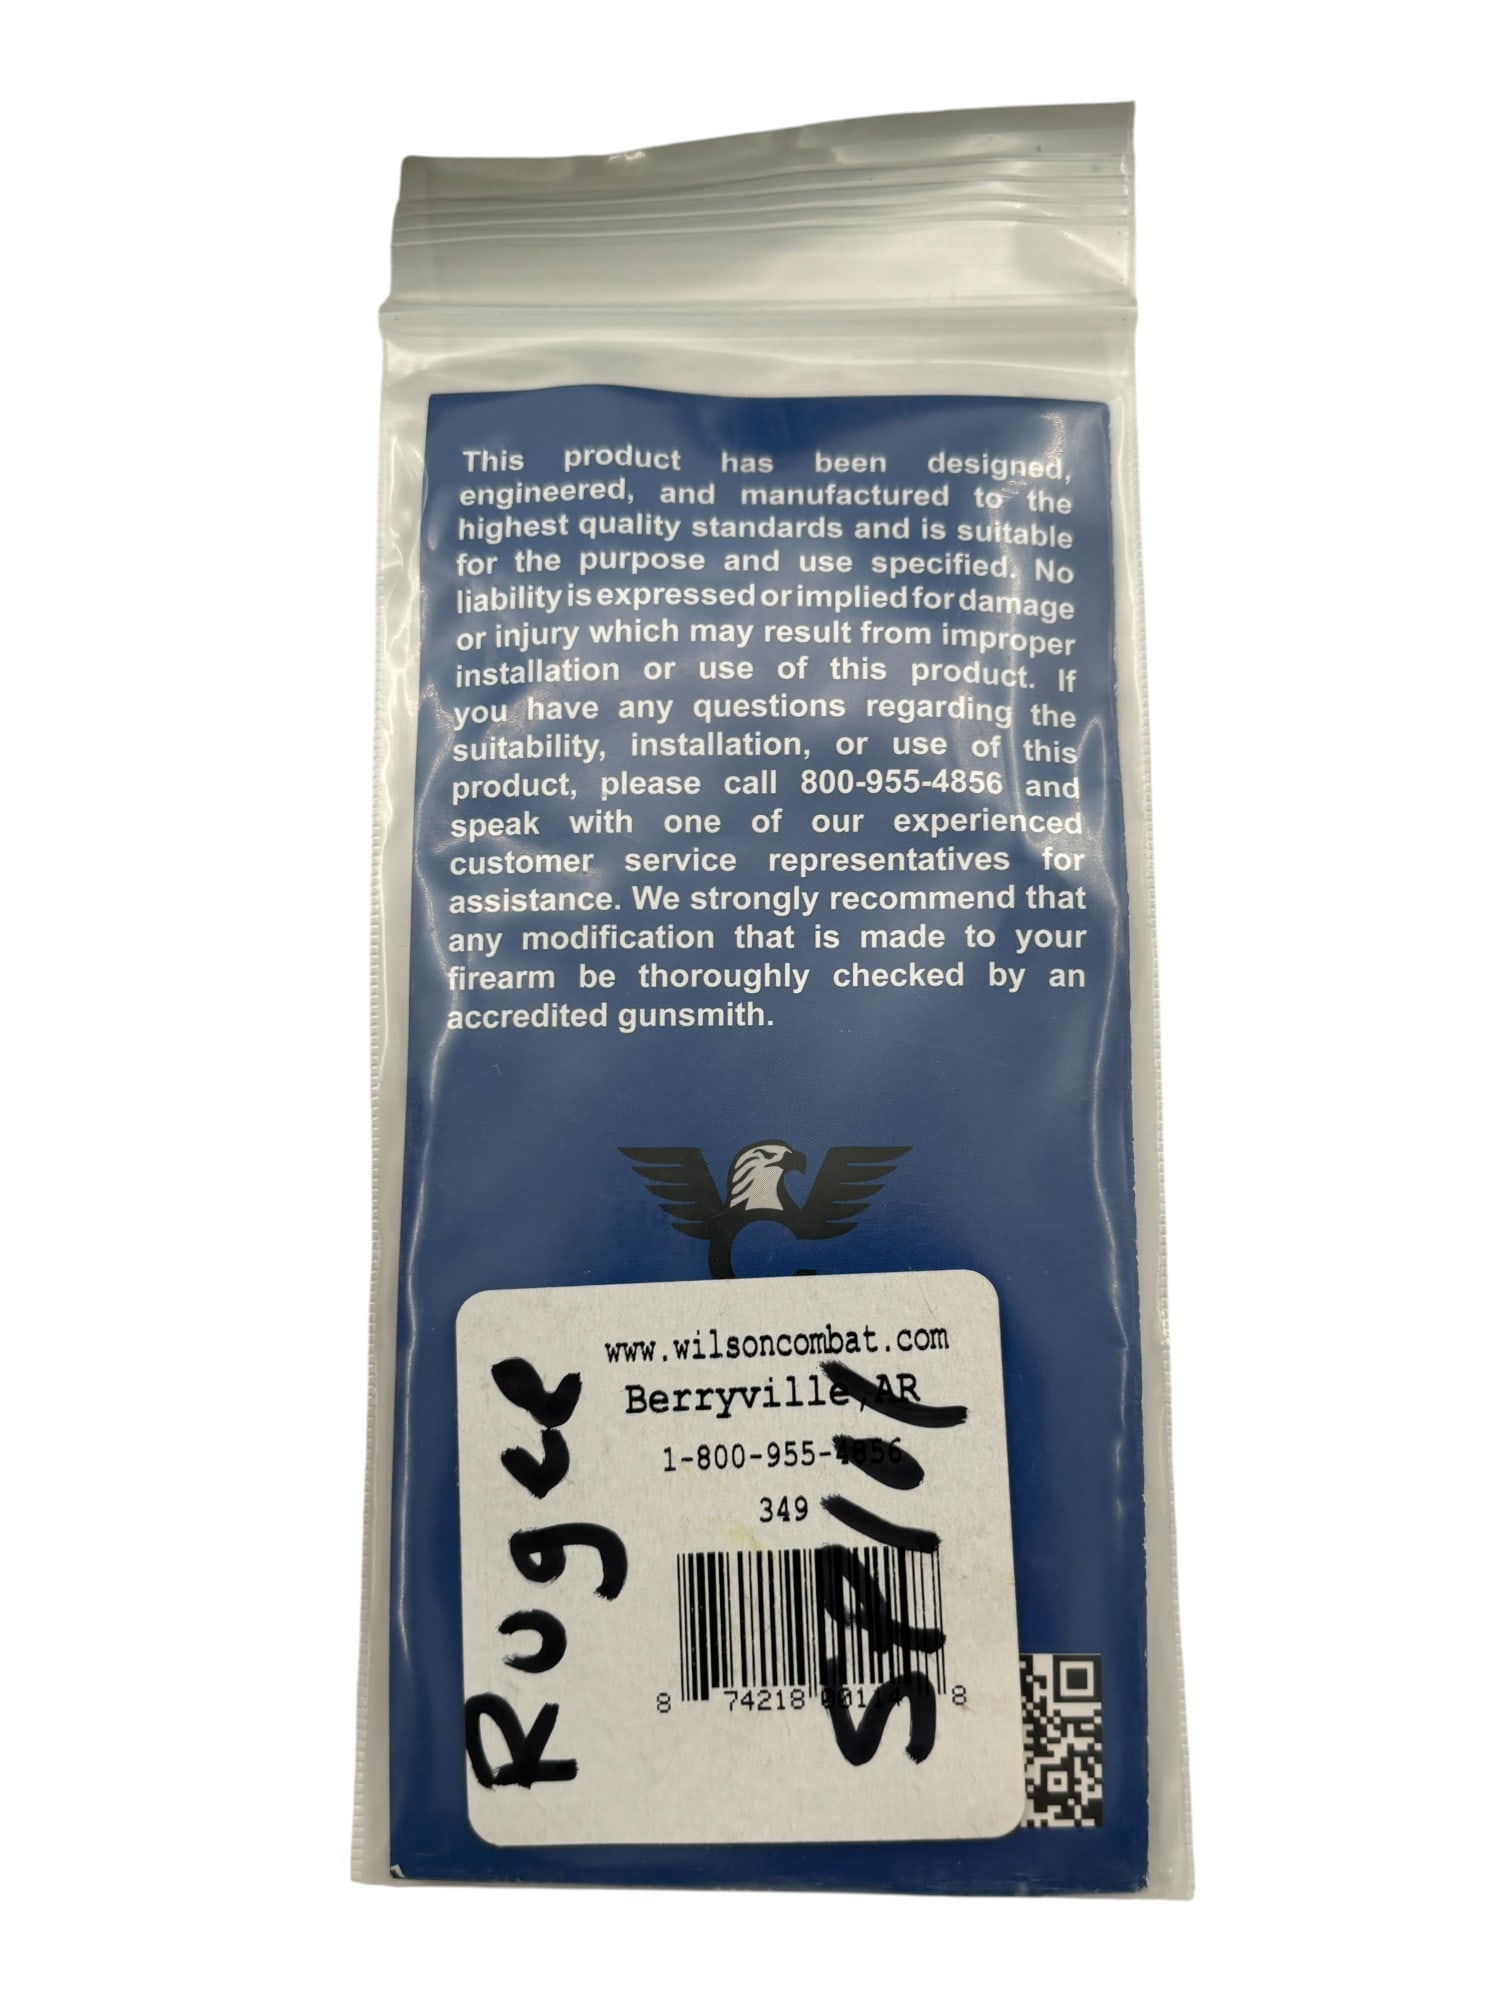 This product has been designed,
engineered, and manufactured to the
highest quality standards and is suitable
for the purpose and use specified. No
liability is expressed or implied for damage
or injury which may result from improper
installation or use of this product. If
you have any questions regarding the
suitability, installation, or use of this
product, please call 800-955-4856 and
speak with one of our experienced
customer service representatives for
assistance. We strongly recommend that
any modification that is made to your
firearm be thoroughly checked by an
accredited gunsmith.
www.wilsoncombat.com
Berryville, AR
1-800-955-4856
349
8 74218 00114 8
Ruger
SP101